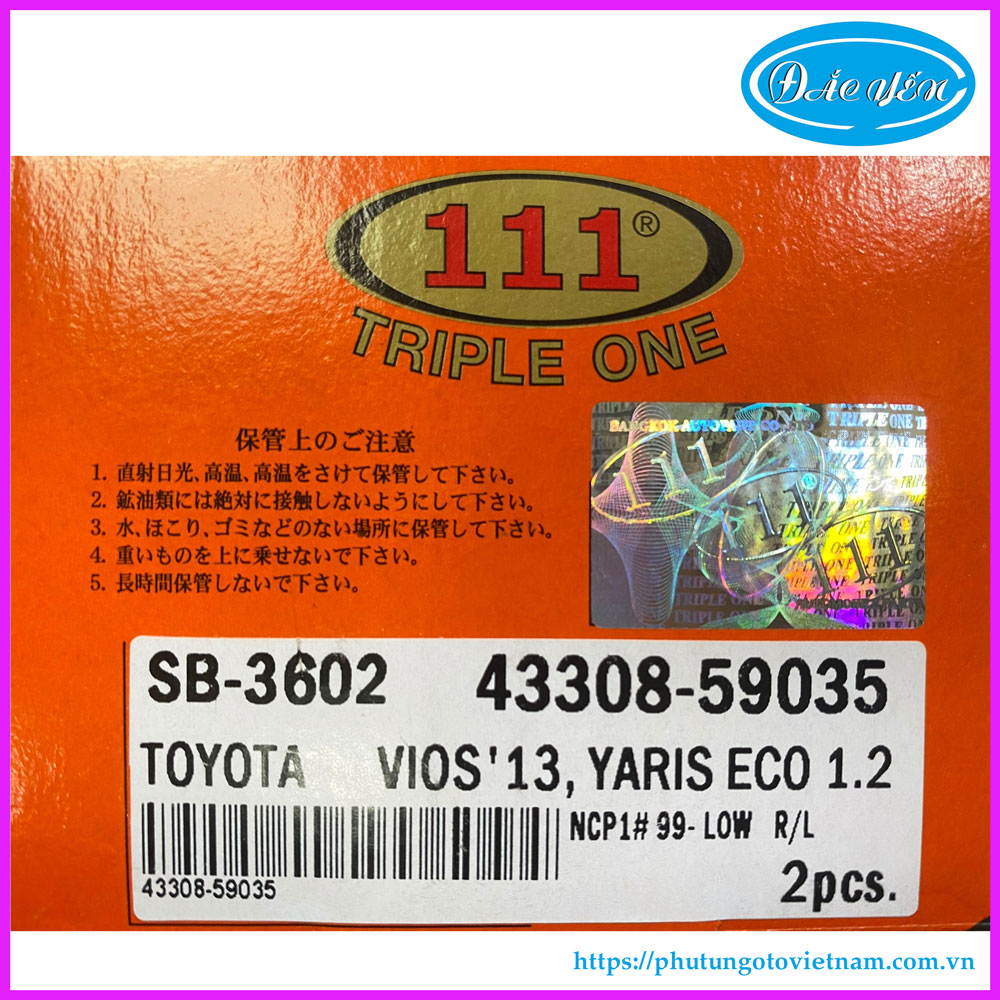 ĐẮC YẾN
111®
TRIPLE ONE
保管上のご注意
1. 直射日光、高温、高温をさけて保管して下さい。
2. 鉱油類には絶対に接触しないようにして下さい。
3. 水、ほこり、ゴミなどのない場所に保管して下さい。
4. 重いものを上に乗せないで下さい。
5. 長時間保管しないで下さい。
BANGKOK AUTOPART CO
111
TRIPLE ONE
SB-3602 43308-59035
TOYOTA VIOS'13, YARIS ECO 1.2
NCP1# 99- LOW R/L
43308-59035
2pcs.
https://phutungotovietnam.com.vn